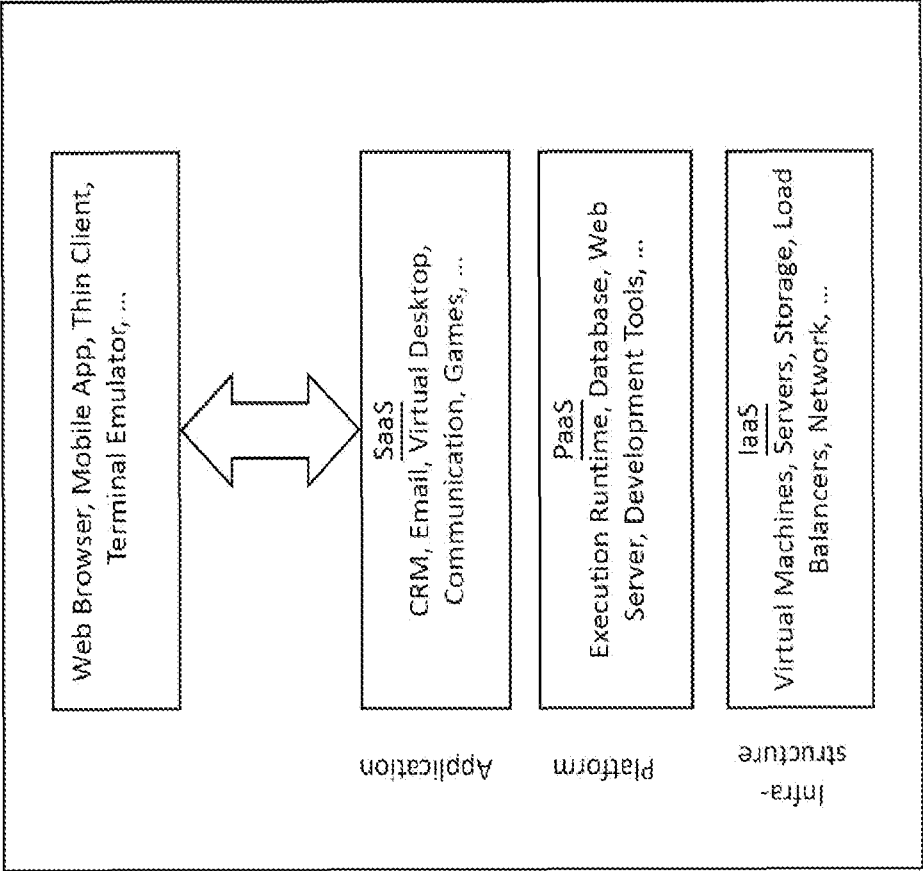 Web Browser, Mobile App, Thin Client,
Terminal Emulator, ...
SaaS
CRM, Email, Virtual Desktop,
Communication, Games, ...
Application
PaaS
Execution Runtime, Database, Web
Server, Development Tools, ...
Platform
IaaS
Virtual Machines, Servers, Storage, Load
Balancers, Network, ...
Infra-
structure